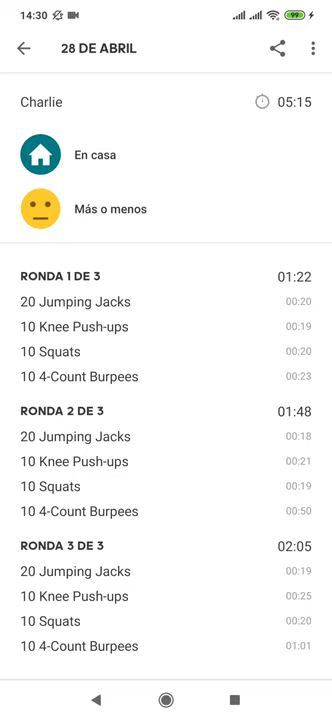 14:30
99
28 DE ABRIL
Charlie 05:15
En casa
Más o menos
RONDA 1 DE 3 01:22
20 Jumping Jacks 00:20
10 Knee Push-ups 00:19
10 Squats 00:20
10 4-Count Burpees 00:23
RONDA 2 DE 3 01:48
20 Jumping Jacks 00:18
10 Knee Push-ups 00:21
10 Squats 00:19
10 4-Count Burpees 00:50
RONDA 3 DE 3 02:05
20 Jumping Jacks 00:19
10 Knee Push-ups 00:25
10 Squats 00:20
10 4-Count Burpees 01:01